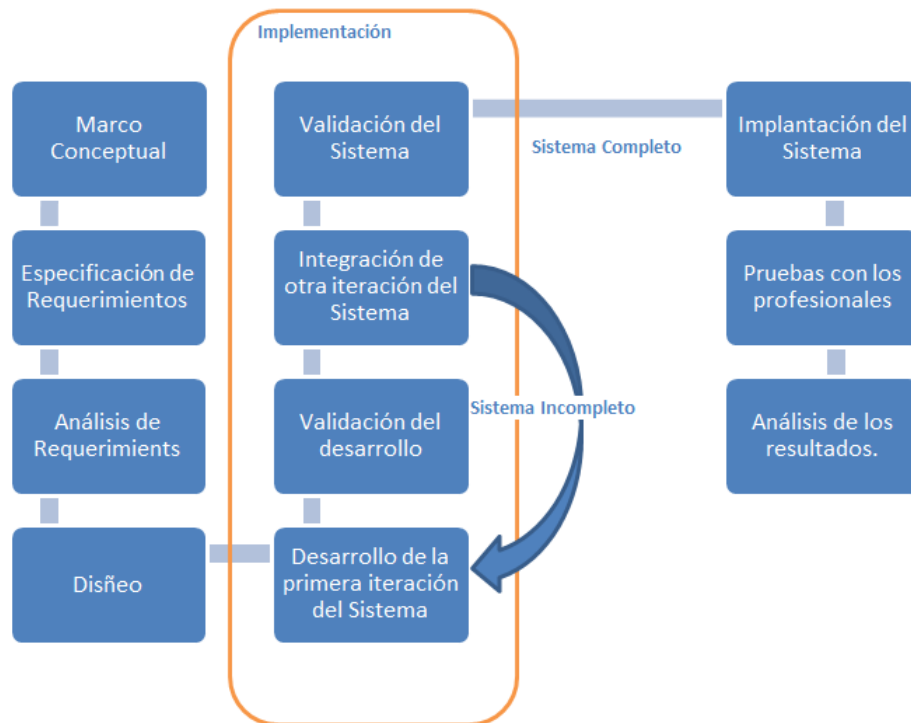 Implementación
Marco
Conceptual
Especificación de
Requerimientos
Análisis de
Requerimients
Disñeo
Validación del
Sistema
Integración de
otra iteración del
Sistema
Validación del
desarrollo
Desarrollo de la
primera iteración
del Sistema
Sistema Completo
Sistema Incompleto
Implantación del
Sistema
Pruebas con los
profesionales
Análisis de los
resultados.